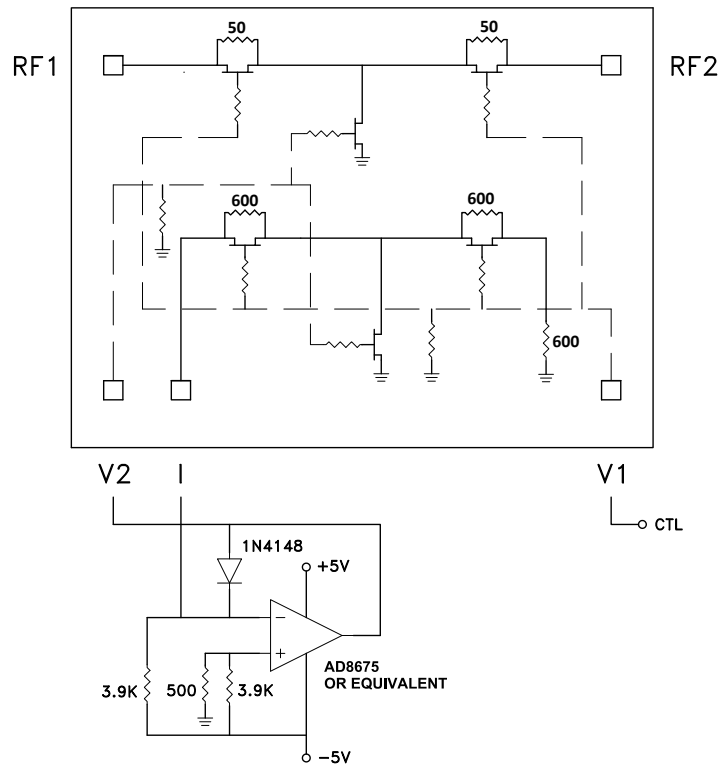 50
50
RF1
RF2
600
600
600
V2
I
V1
CTL
1N4148
+5V
−
+
AD8675
OR EQUIVALENT
3.9K
500
3.9K
−5V